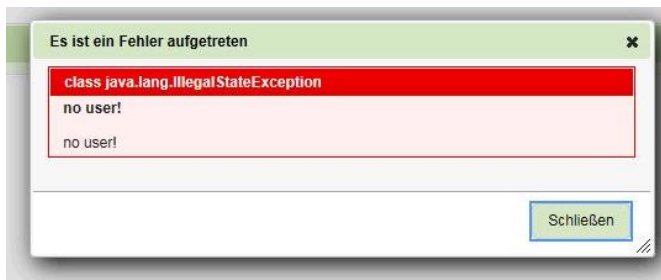 Es ist ein Fehler aufgetreten
class java.lang.IllegalStateException
no user!
no user!
Schließen